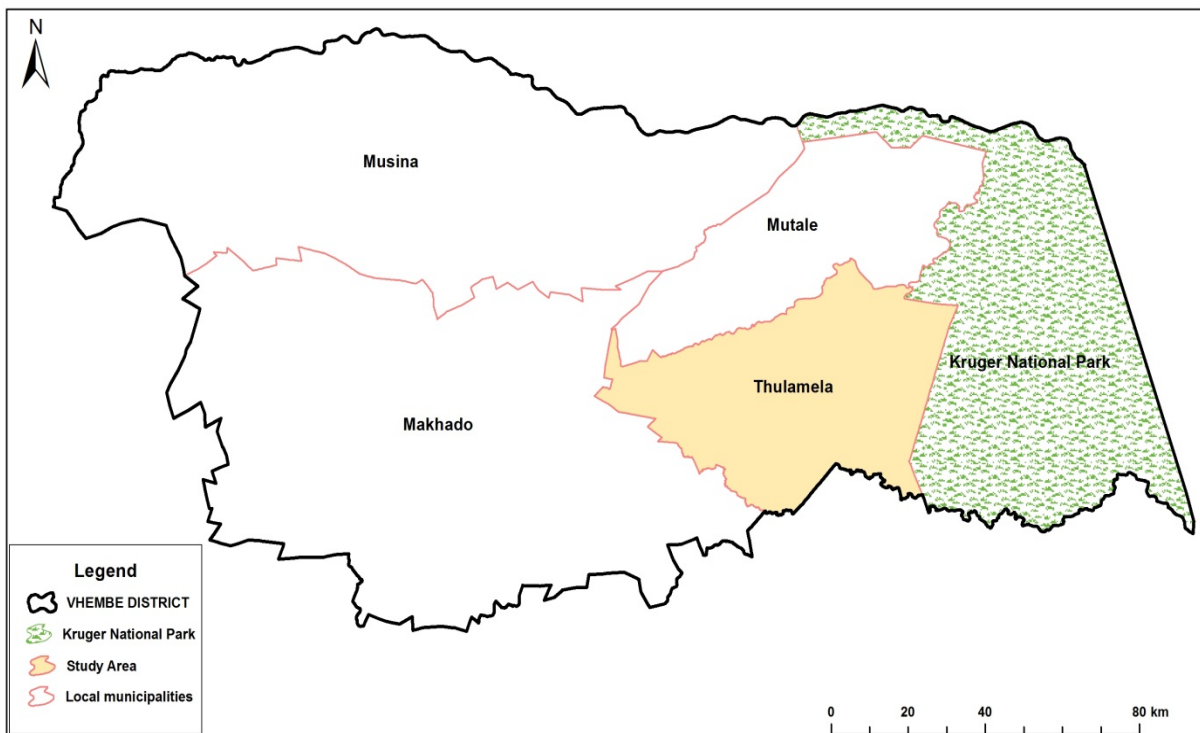 N
Musina
Mutale
Kruger National Park
Thulamela
Makhado
Legend
VHEMBE DISTRICT
Kruger National Park
Study Area
Local municipalities
0 20 40 80 km